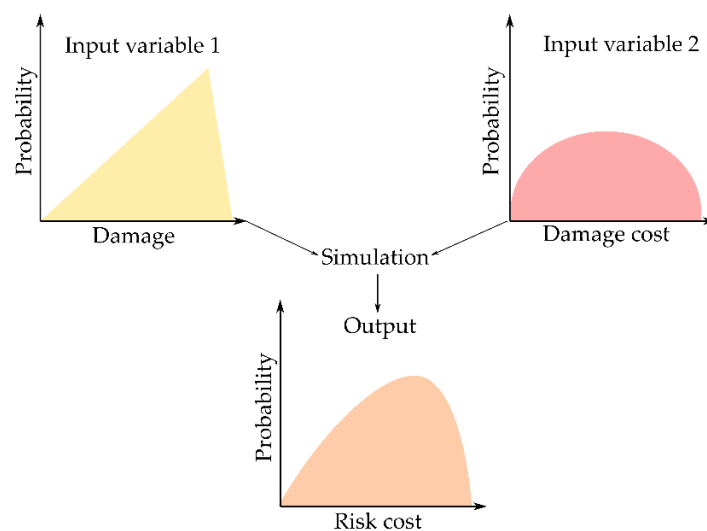 Input variable 1
Probability
Damage
Input variable 2
Probability
Damage cost
Simulation
Output
Probability
Risk cost